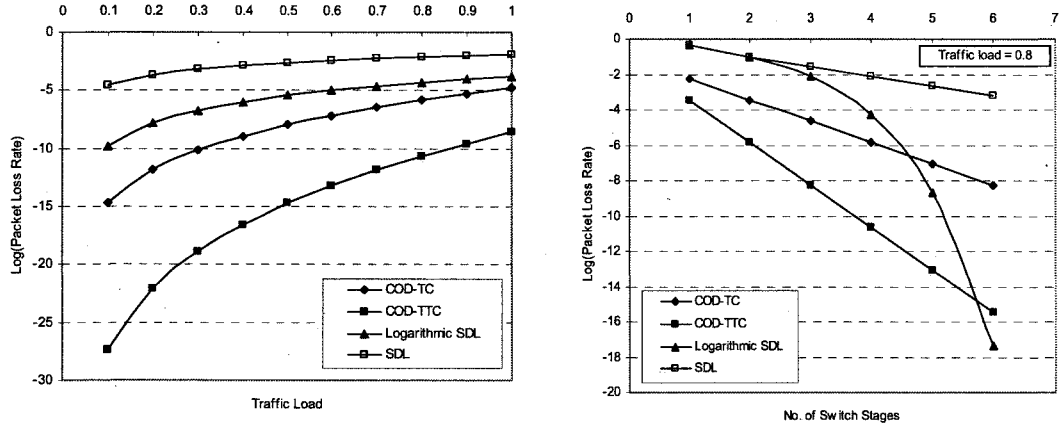 0.1 0.2 0.3 0.4 0.5 0.6 0.7 0.8 0.9 1
0
-5
-10
-15
-20
-25
-30
Log(Packet Loss Rate)
COD-TC
COD-TTC
Logarithmic SDL
SDL
Traffic Load
0 1 2 3 4 5 6 7
0
-2
-4
-6
-8
-10
-12
-14
-16
-18
-20
Log(Packet Loss Rate)
Traffic load = 0.8
COD-TC
COD-TTC
Logarithmic SDL
SDL
No. of Switch Stages